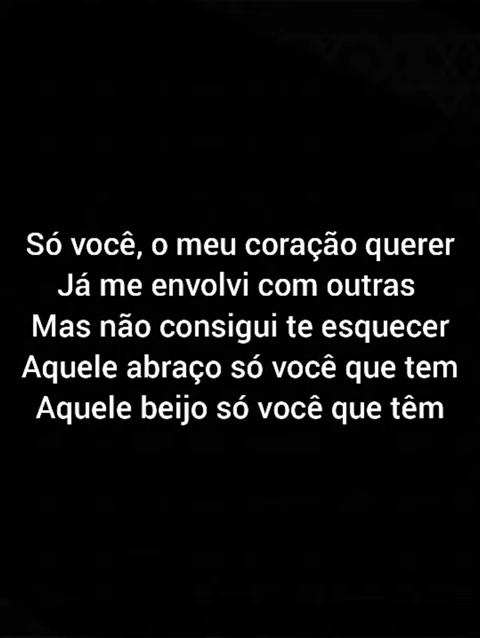 Só você, o meu coração querer
Já me envolvi com outras
Mas não consigui te esquecer
Aquele abraço só você que tem
Aquele beijo só você que têm